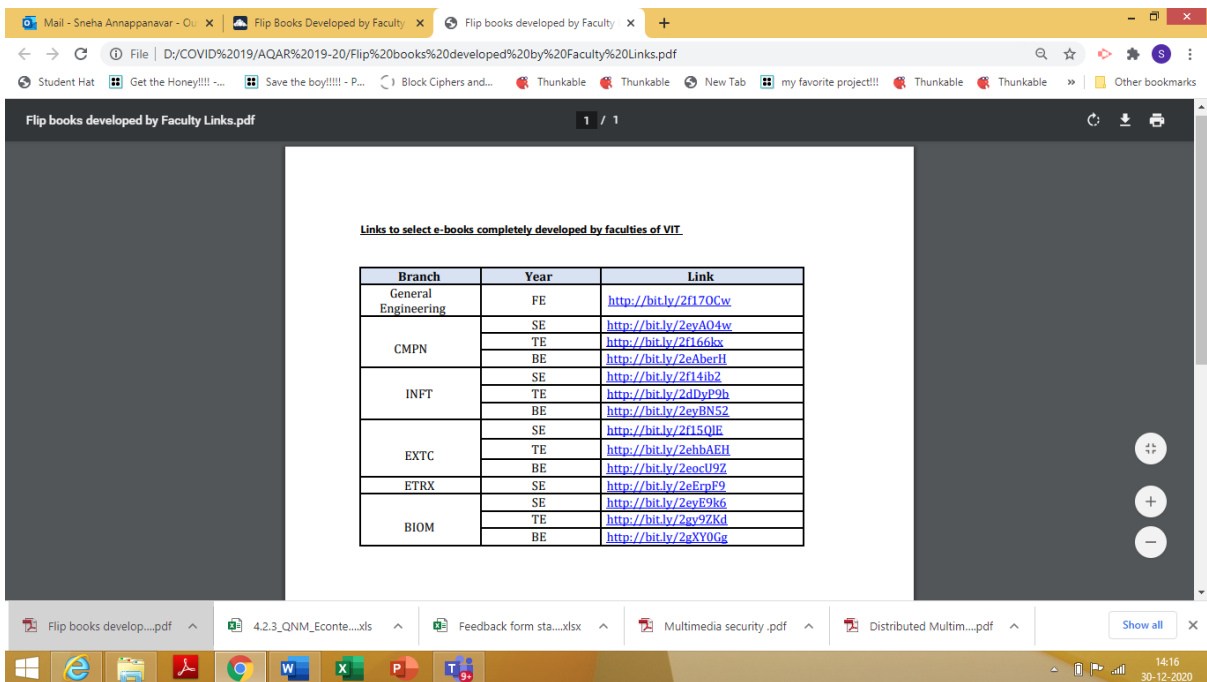 Mail - Sneha Annappanavar - Ou
Flip Books Developed by Faculty
Flip books developed by Faculty
File | D:/COVID%2019/AQAR%2019-20/Flip%20books%20developed%20by%20Faculty%20Links.pdf
S
Student Hat
Get the Honey!!!! -...
Save the boy!!!!! - P...
Block Ciphers and...
Thunkable
Thunkable
New Tab
my favorite project!!!
Thunkable
Thunkable
»
Other bookmarks
Flip books developed by Faculty Links.pdf
1 / 1
Links to select e-books completely developed by faculties of VIT
Branch Year Link
General Engineering FE http://bit.ly/2f17OCw
CMPN SE http://bit.ly/2eyAO4w
TE http://bit.ly/2f166kx
BE http://bit.ly/2eAberH
INFT SE http://bit.ly/2f14ib2
TE http://bit.ly/2dDyP9b
BE http://bit.ly/2eyBN52
EXTC SE http://bit.ly/2f15QlE
TE http://bit.ly/2ehbAEH
BE http://bit.ly/2eocU9Z
ETRX SE http://bit.ly/2eErpF9
BIOM SE http://bit.ly/2eyE9k6
TE http://bit.ly/2gy9ZKd
BE http://bit.ly/2gXY0Gg
Flip books develop....pdf
4.2.3_QNM_Econte....xls
Feedback form sta....xlsx
Multimedia security .pdf
Distributed Multim....pdf
Show all
9+
14:16
30-12-2020